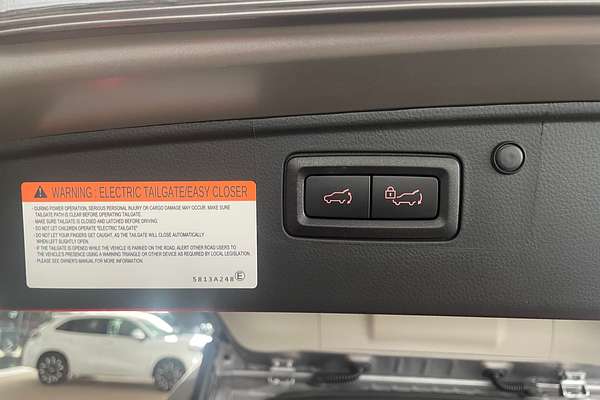 WARNING : ELECTRIC TAILGATE/EASY CLOSER
· DURING POWER OPERATION, SERIOUS PERSONAL INJURY OR CARGO DAMAGE MAY OCCUR. MAKE SURE
TAILGATE PATH IS CLEAR BEFORE OPERATING TAILGATE.
· MAKE SURE TAILGATE IS CLOSED AND LATCHED BEFORE DRIVING.
· DO NOT LET CHILDREN OPERATE "ELECTRIC TAILGATE"
· DO NOT LET YOUR FINGERS GET CAUGHT, AS THE TAILGATE WILL CLOSE AUTOMATICALLY
WHEN LEFT SLIGHTLY OPEN.
· IF THE TAILGATE IS OPENED WHILE THE VEHICLE IS PARKED ON THE ROAD, ALERT OTHER ROAD USERS TO
THE VEHICLE'S PRESENCE USING A WARNING TRIANGLE OR OTHER DEVICE AS REQUIRED BY LOCAL LEGISLATION.
PLEASE SEE OWNER'S MANUAL FOR MORE INFORMATION.
5813A248 E